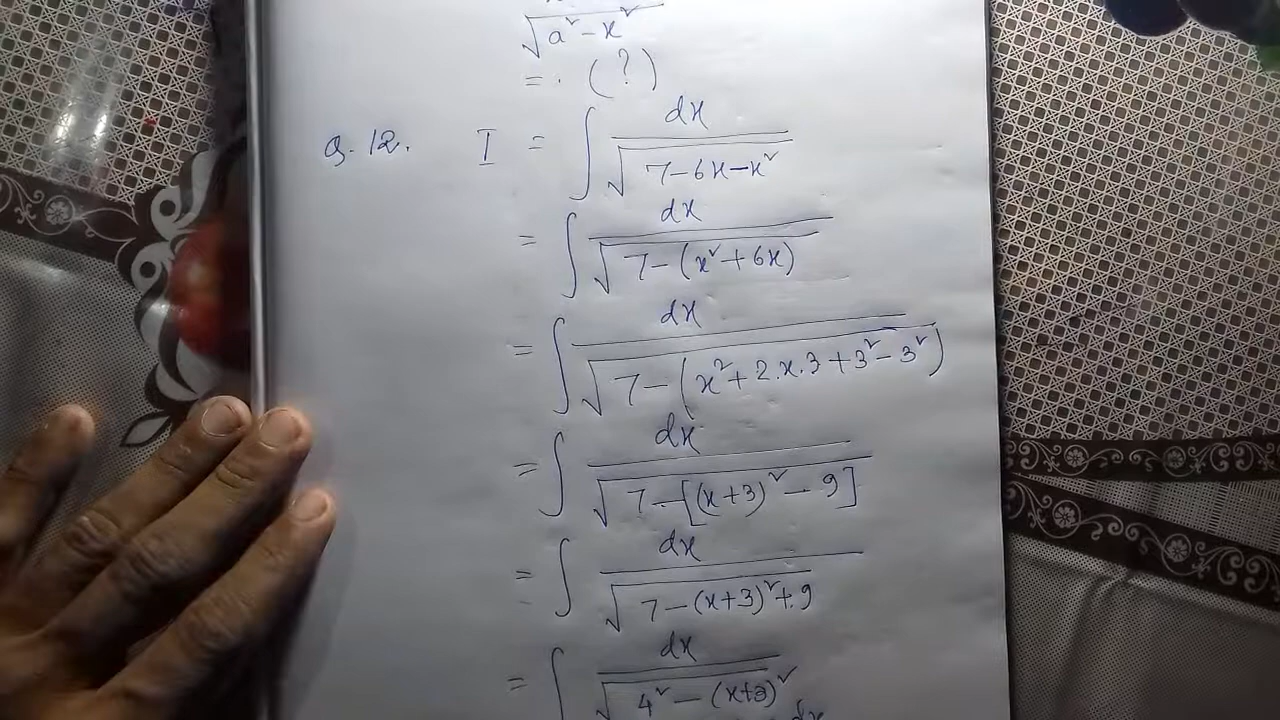 √a² - x²
= . (?)
Q. 12. I = ∫ dx / √7-6x-x²
= ∫ dx / √7-(x²+6x)
= ∫ dx / √7-(x²+2.x.3+3²-3²)
= ∫ dx / √7-[(x+3)²-9]
= ∫ dx / √7-(x+3)²+9
= ∫ dx / √4²-(x+3)²
dx